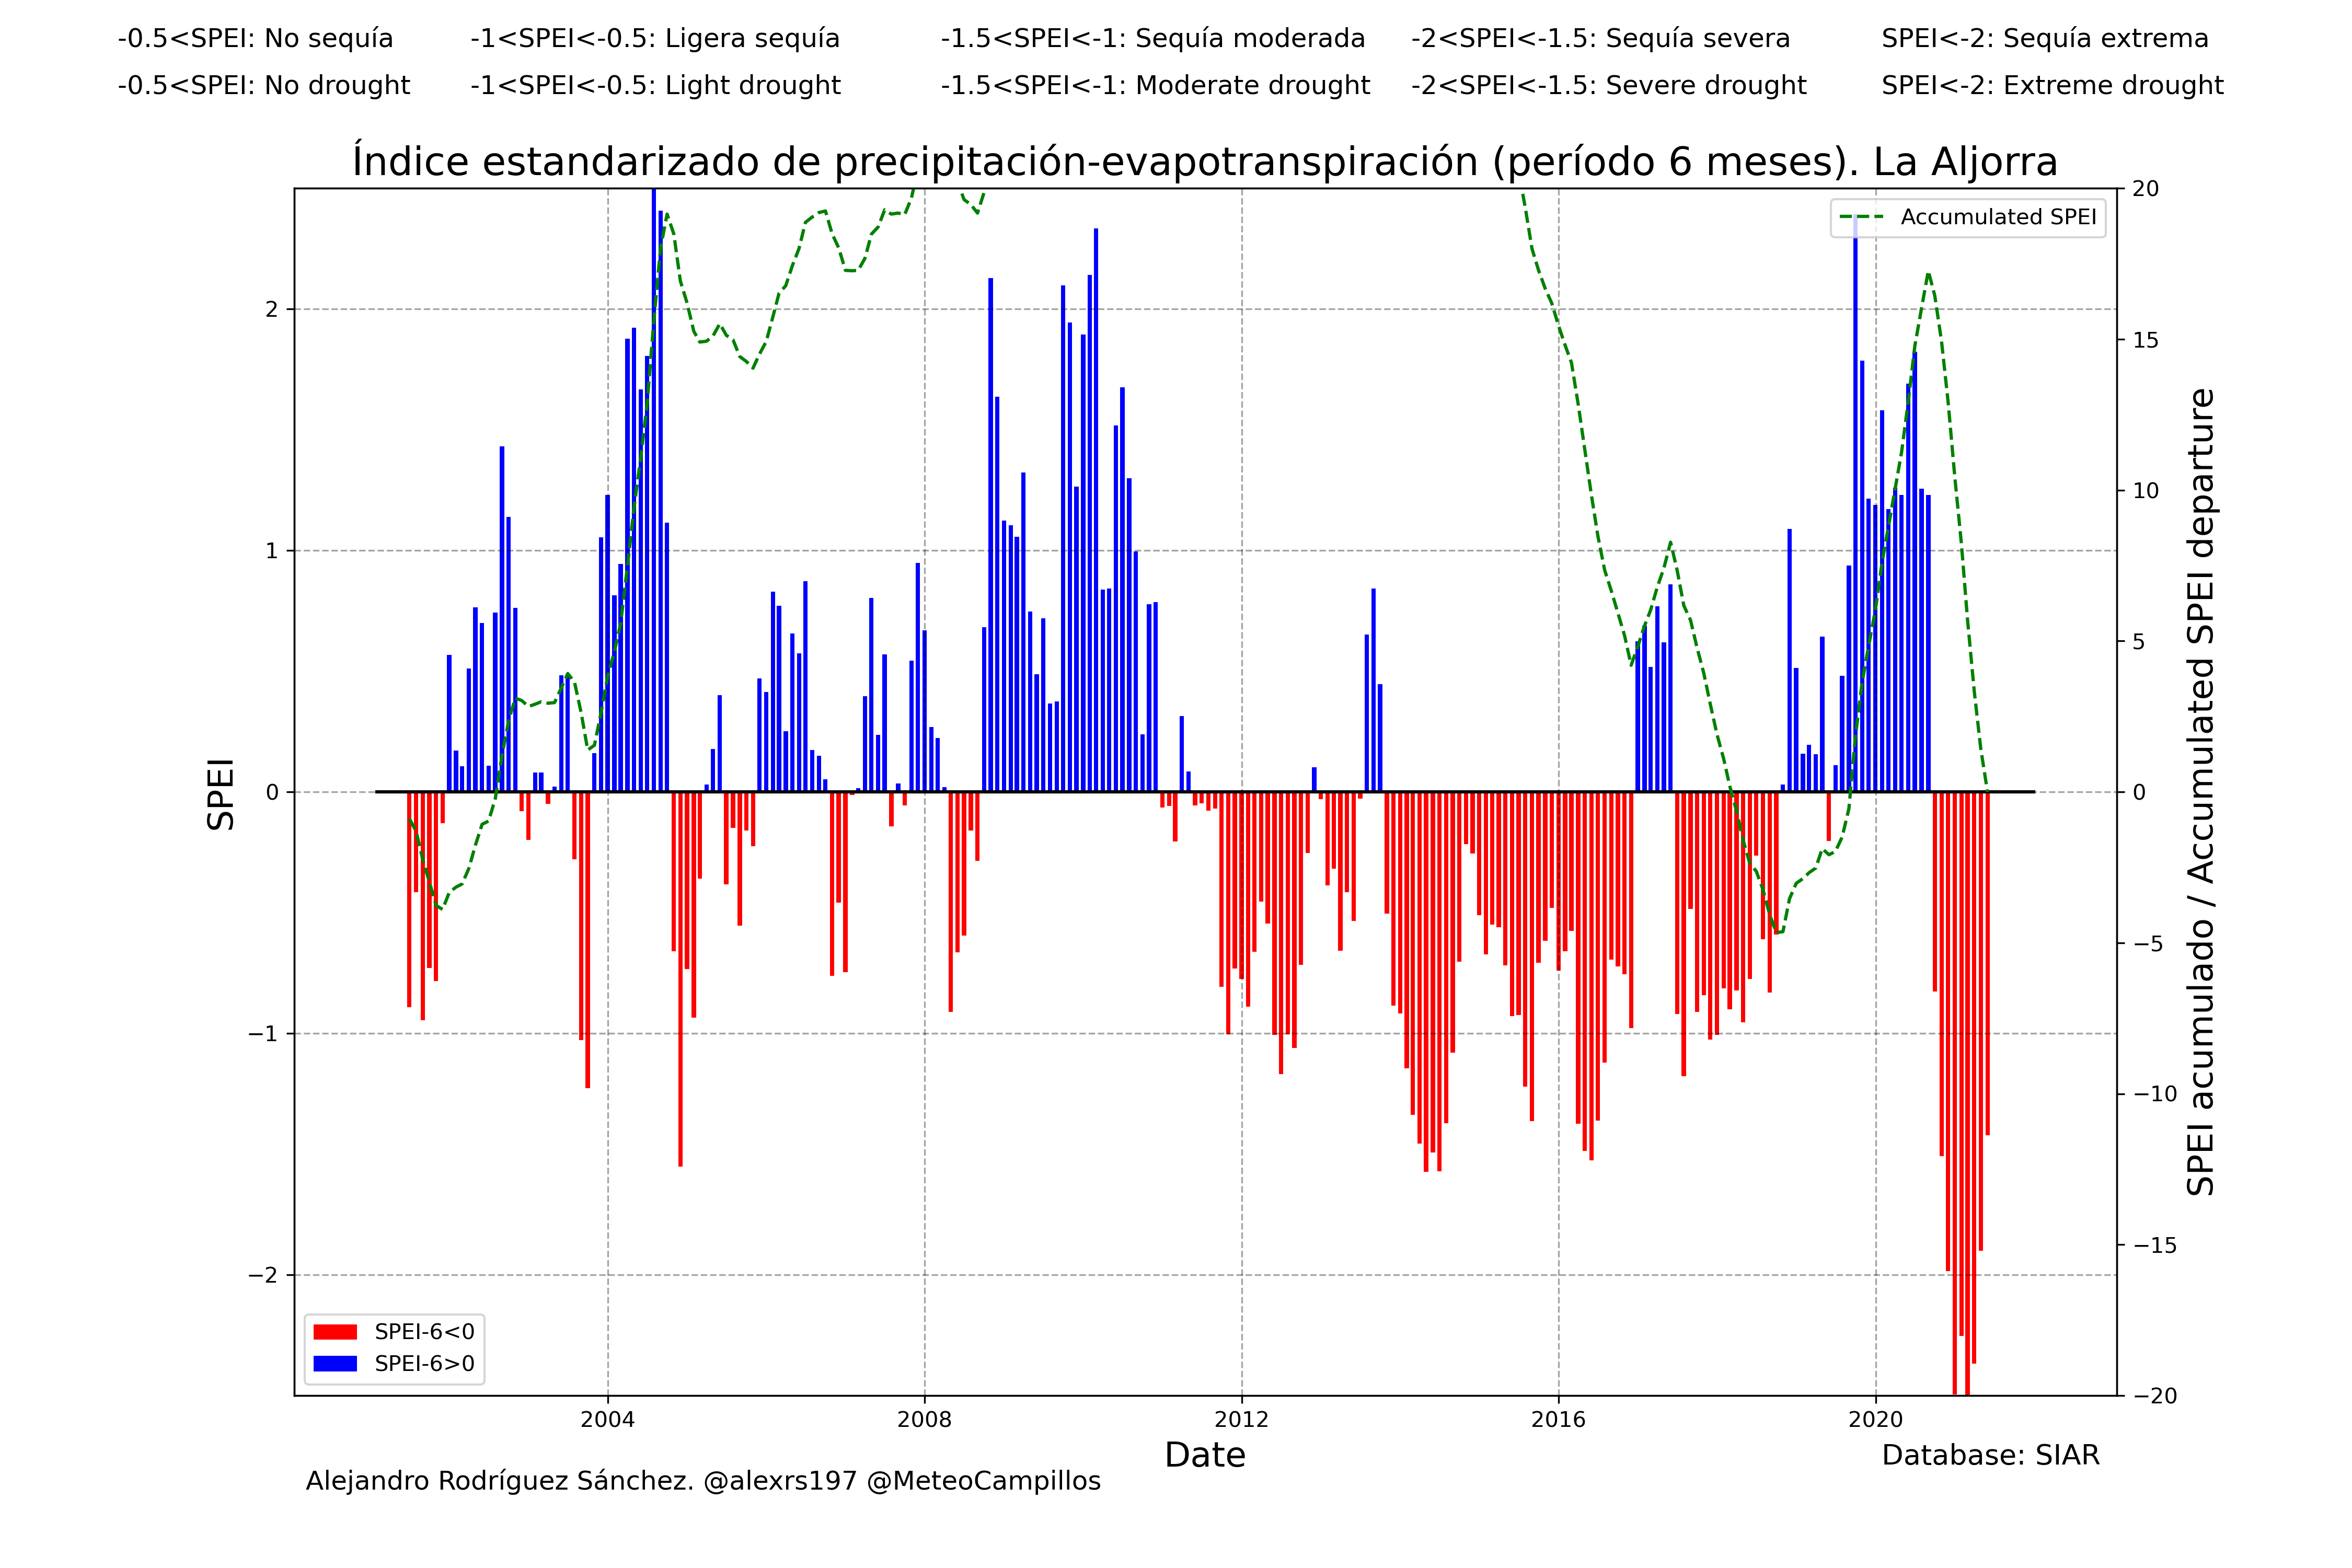 -0.5<SPEI: No sequía -1<SPEI<-0.5: Ligera sequía -1.5<SPEI<-1: Sequía moderada -2<SPEI<-1.5: Sequía severa SPEI<-2: Sequía extrema
-0.5<SPEI: No drought -1<SPEI<-0.5: Light drought -1.5<SPEI<-1: Moderate drought -2<SPEI<-1.5: Severe drought SPEI<-2: Extreme drought
Índice estandarizado de precipitación-evapotranspiración (período 6 meses). La Aljorra
Accumulated SPEI
SPEI
2
1
0
−1
−2
20
15
10
5
0
−5
−10
−15
−20
SPEI acumulado / Accumulated SPEI departure
SPEI-6<0
SPEI-6>0
2004 2008 2012 2016 2020
Date
Database: SIAR
Alejandro Rodríguez Sánchez. @alexrs197 @MeteoCampillos